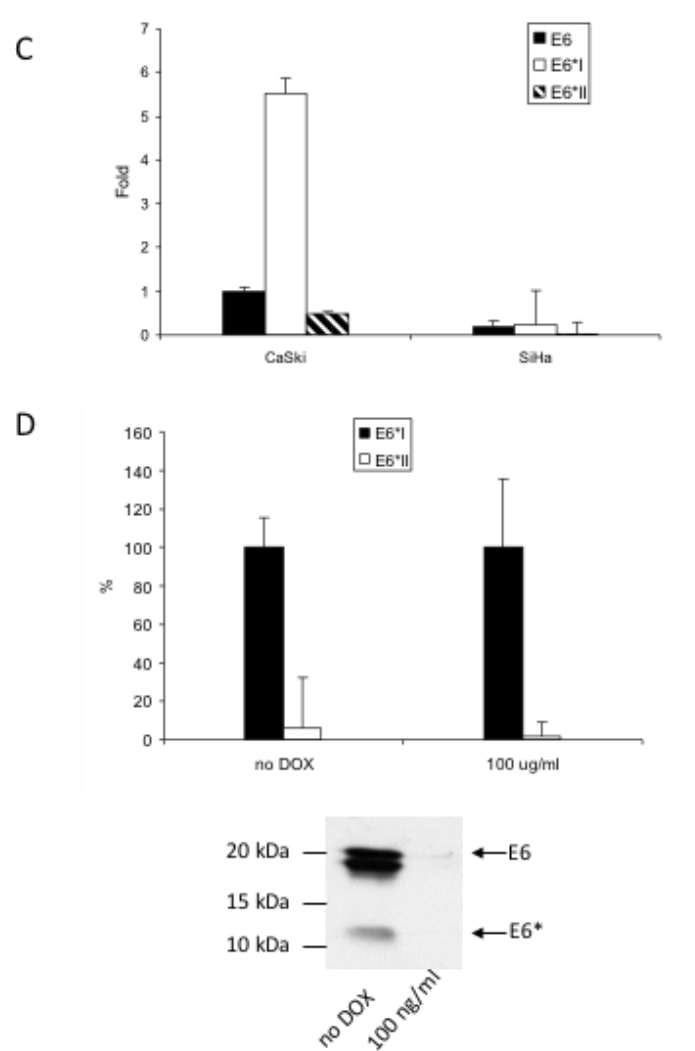 C
7
6
5
4
3
2
1
0
Fold
E6
E6*I
E6*II
CaSki
SiHa
D
160
140
120
100
80
60
40
20
0
%
E6*I
E6*II
no DOX
100 ug/ml
20 kDa
E6
15 kDa
E6*
10 kDa
no DOX
100 ng/ml